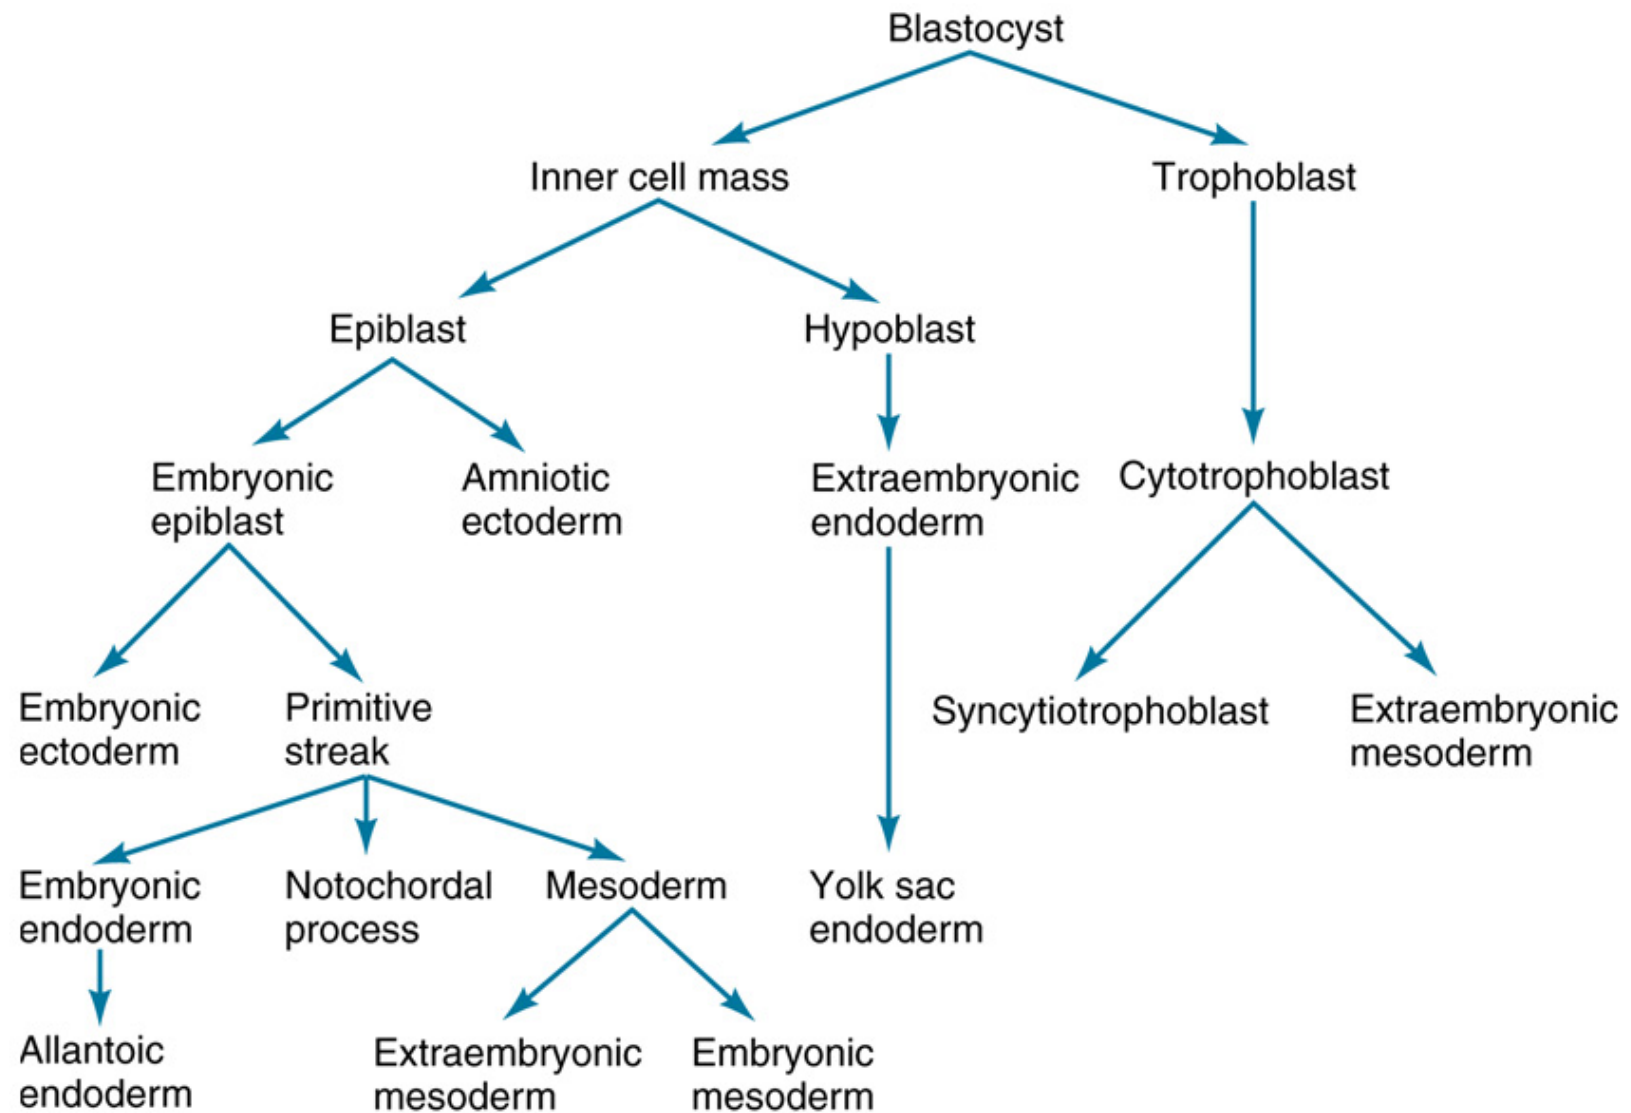 Blastocyst
Inner cell mass
Trophoblast
Epiblast
Hypoblast
Embryonic
epiblast
Amniotic
ectoderm
Extraembryonic
endoderm
Cytotrophoblast
Embryonic
ectoderm
Primitive
streak
Syncytiotrophoblast
Extraembryonic
mesoderm
Embryonic
endoderm
Notochordal
process
Mesoderm
Yolk sac
endoderm
Allantoic
endoderm
Extraembryonic
mesoderm
Embryonic
mesoderm